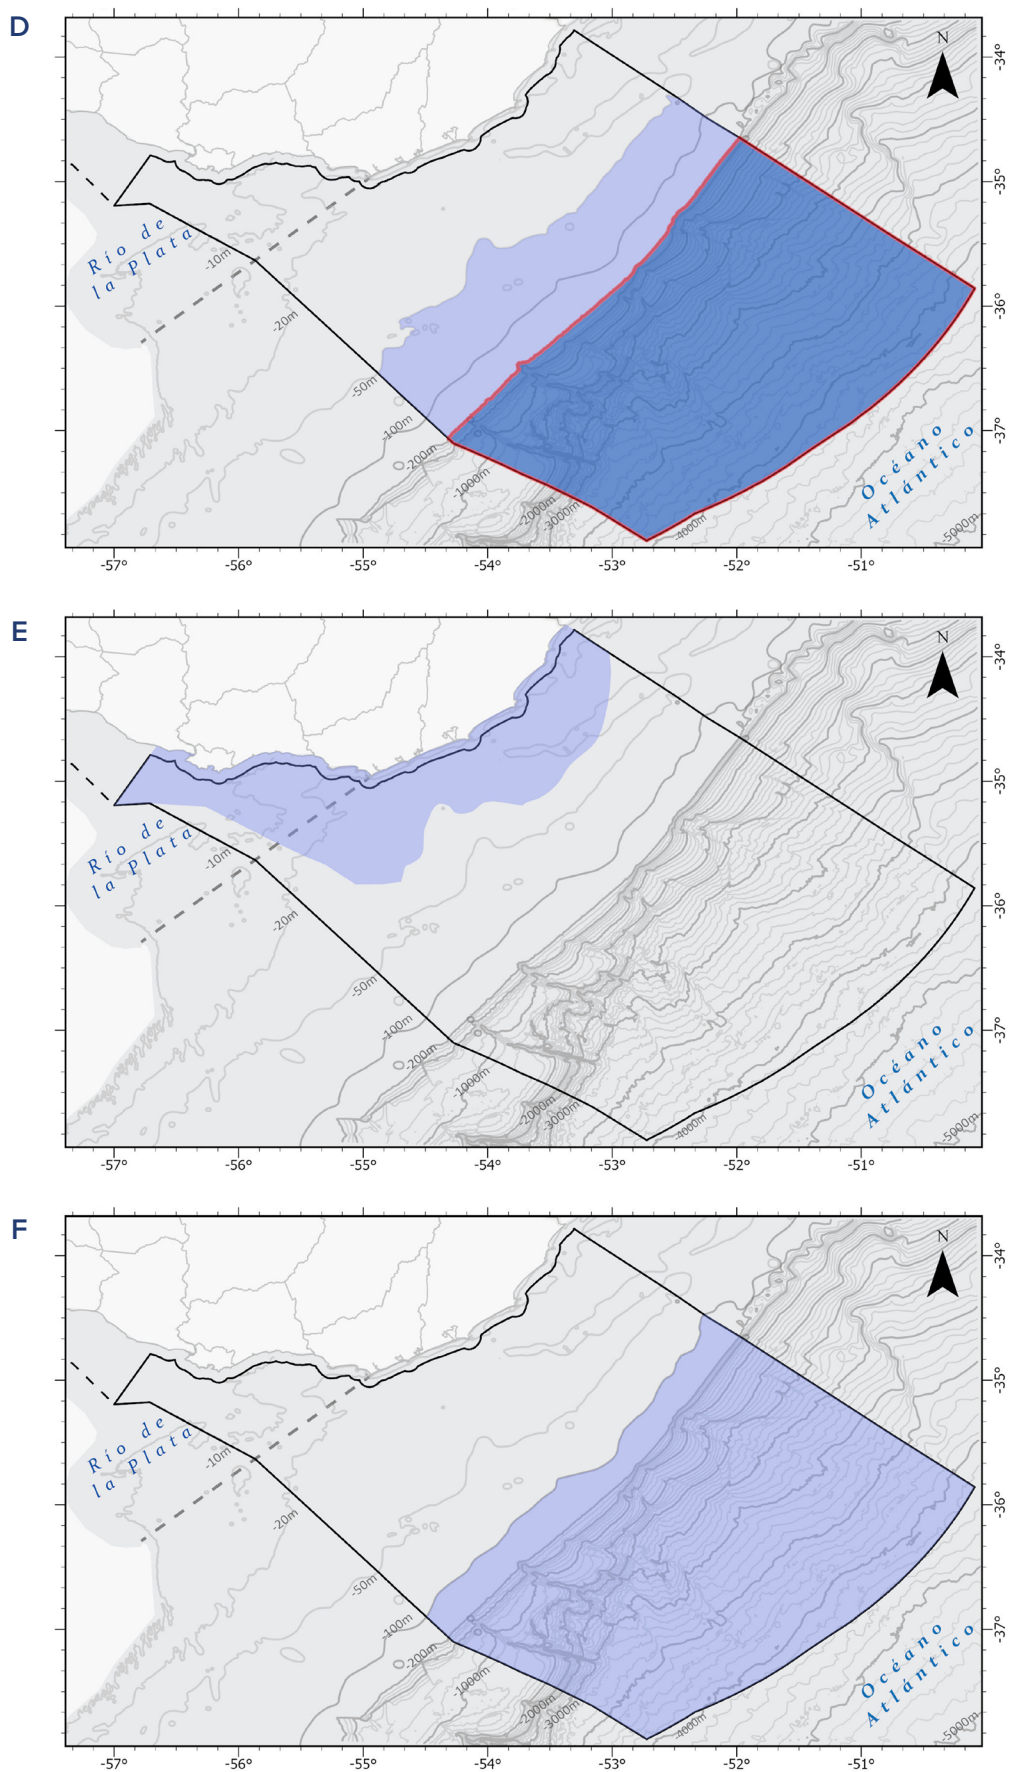 D
N
-34°
-35°
-36°
-37°
Río de
la Plata
-10m
-20m
-50m
-100m
-200m
-1000m
-2000m
-3000m
-4000m
-5000m
Océano
Atlántico
-57°
-56°
-55°
-54°
-53°
-52°
-51°
E
N
-34°
-35°
-36°
-37°
Río de
la Plata
-10m
-20m
-50m
-100m
-200m
-1000m
-2000m
-3000m
-4000m
-5000m
Océano
Atlántico
-57°
-56°
-55°
-54°
-53°
-52°
-51°
F
N
-34°
-35°
-36°
-37°
Río de
la Plata
-10m
-20m
-50m
-100m
-200m
-1000m
-2000m
-3000m
-4000m
-5000m
Océano
Atlántico
-57°
-56°
-55°
-54°
-53°
-52°
-51°